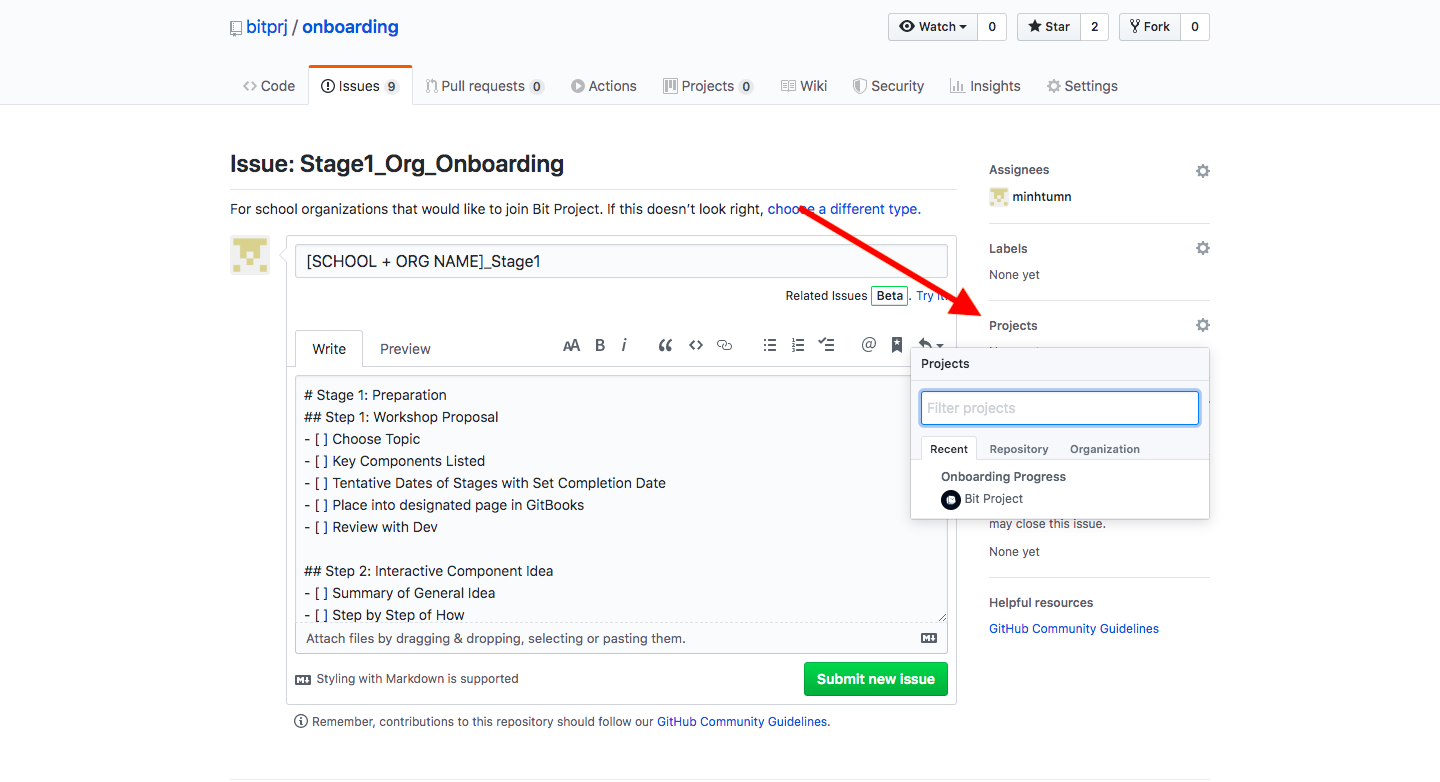 bitprj / onboarding
Watch 0 Star 2 Fork 0
Code Issues 9 Pull requests 0 Actions Projects 0 Wiki Security Insights Settings
Issue: Stage1_Org_Onboarding
For school organizations that would like to join Bit Project. If this doesn’t look right, choose a different type.
[SCHOOL + ORG NAME]_Stage1
Related Issues Beta. Try it!
Write Preview
AA B i
# Stage 1: Preparation
## Step 1: Workshop Proposal
- [ ] Choose Topic
- [ ] Key Components Listed
- [ ] Tentative Dates of Stages with Set Completion Date
- [ ] Place into designated page in GitBooks
- [ ] Review with Dev
## Step 2: Interactive Component Idea
- [ ] Summary of General Idea
- [ ] Step by Step of How
Attach files by dragging & dropping, selecting or pasting them.
Styling with Markdown is supported
Submit new issue
Remember, contributions to this repository should follow our GitHub Community Guidelines.
Assignees
minhtumn
Labels
None yet
Projects
Projects
Filter projects
Recent Repository Organization
Onboarding Progress
Bit Project
may close this issue.
None yet
Helpful resources
GitHub Community Guidelines